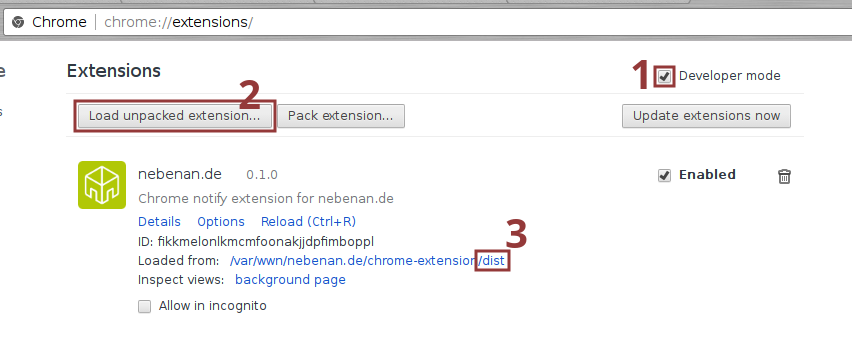 Chrome chrome://extensions/
Extensions
1 Developer mode
2
Load unpacked extension... Pack extension... Update extensions now
nebenan.de 0.1.0 Enabled
Chrome notify extension for nebenan.de
Details Options Reload (Ctrl+R)
ID: fikkmelonlkmcmfoonakjjdpfimboppl
3
Loaded from: /var/wwn/nebenan.de/chrome-extension/dist
Inspect views: background page
Allow in incognito